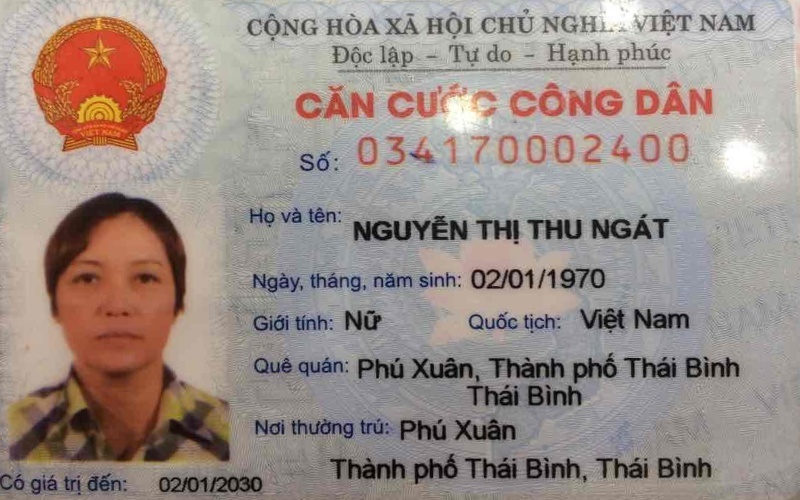 CỘNG HÒA XÃ HỘI CHỦ NGHĨA VIỆT NAM
Độc lập – Tự do – Hạnh phúc
CĂN CƯỚC CÔNG DÂN
Số: 034170002400
Họ và tên: NGUYỄN THỊ THU NGÁT
Ngày, tháng, năm sinh: 02/01/1970
Giới tính: Nữ Quốc tịch: Việt Nam
Quê quán: Phú Xuân, Thành phố Thái Bình
Thái Bình
Nơi thường trú: Phú Xuân
Thành phố Thái Bình, Thái Bình
Có giá trị đến: 02/01/2030
VIỆT NAM